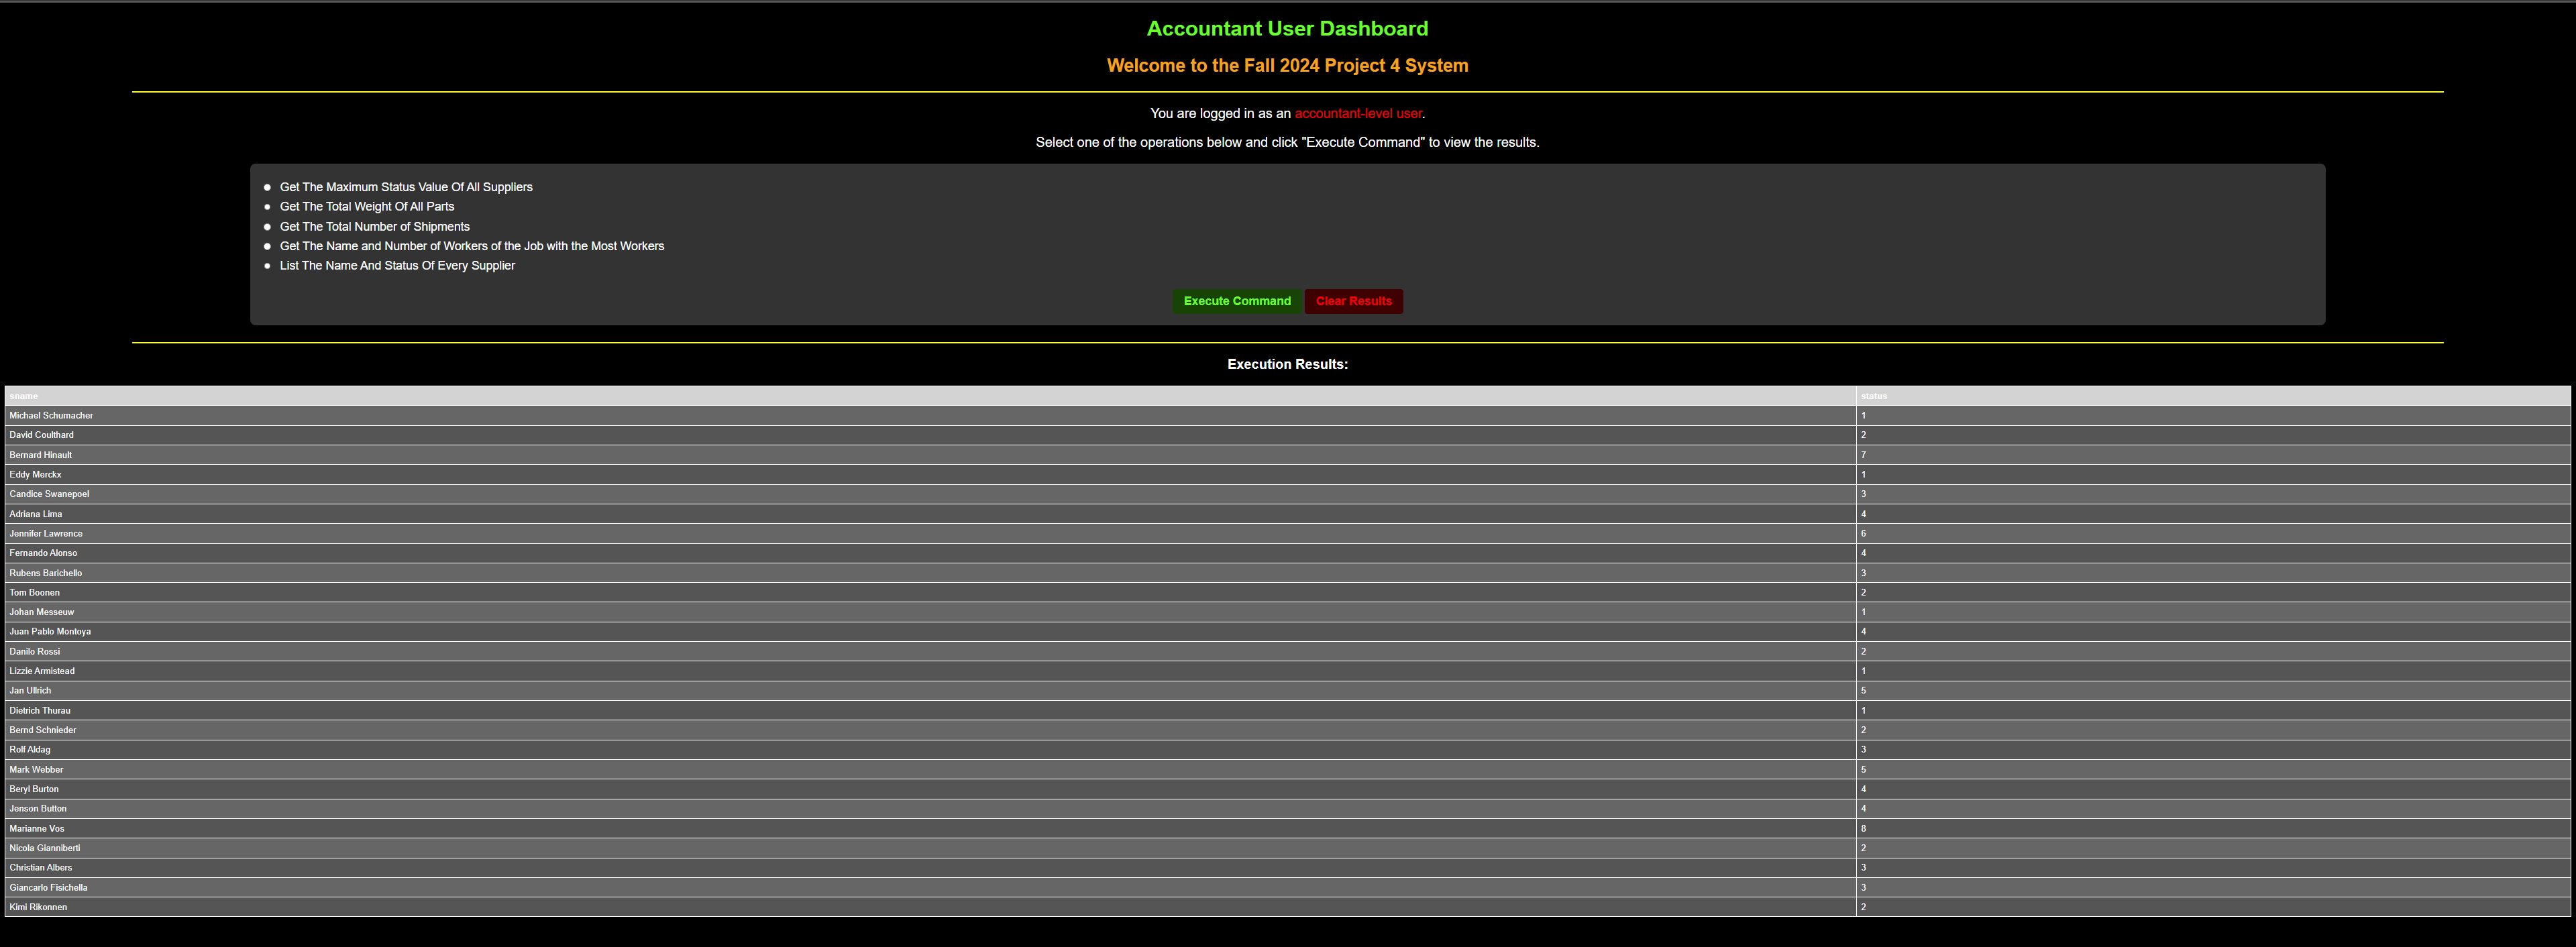 Accountant User Dashboard
Welcome to the Fall 2024 Project 4 System
You are logged in as an accountant-level user.
Select one of the operations below and click "Execute Command" to view the results.
Get The Maximum Status Value Of All Suppliers
Get The Total Weight Of All Parts
Get The Total Number of Shipments
Get The Name and Number of Workers of the Job with the Most Workers
List The Name And Status Of Every Supplier
Execute Command Clear Results
Execution Results:
sname status
Michael Schumacher 1
David Coulthard 2
Bernard Hinault 7
Eddy Merckx 1
Candice Swanepoel 3
Adriana Lima 4
Jennifer Lawrence 6
Fernando Alonso 4
Rubens Barichello 3
Tom Boonen 2
Johan Messeuw 1
Juan Pablo Montoya 4
Danilo Rossi 2
Lizzie Armistead 1
Jan Ullrich 5
Dietrich Thurau 1
Bernd Schnieder 2
Rolf Aldag 3
Mark Webber 5
Beryl Burton 4
Jenson Button 4
Marianne Vos 8
Nicola Gianniberti 2
Christian Albers 3
Giancarlo Fisichella 3
Kimi Rikonnen 2